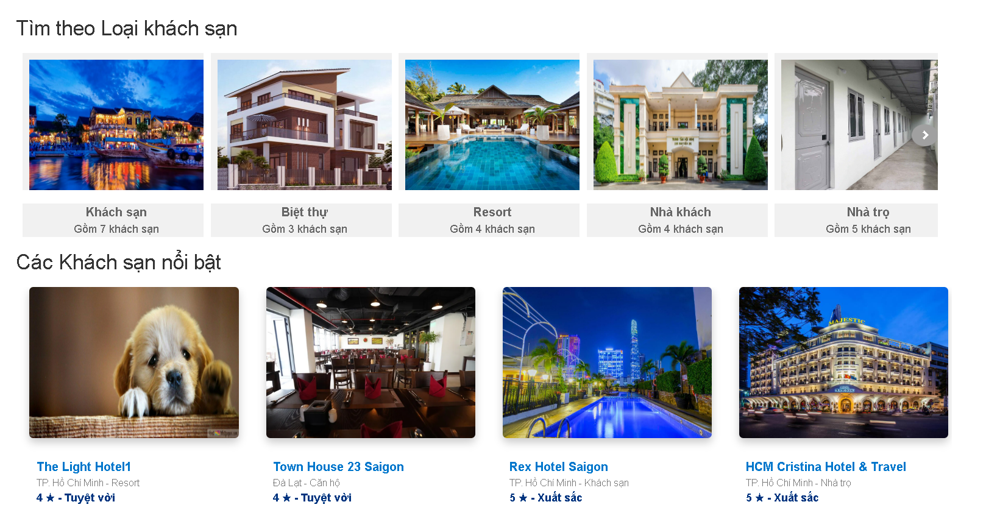 Tìm theo Loại khách sạn
Khách sạn
Gồm 7 khách sạn
Biệt thự
Gồm 3 khách sạn
Resort
Gồm 4 khách sạn
Nhà khách
Gồm 4 khách sạn
Nhà trọ
Gồm 5 khách sạn
Các Khách sạn nổi bật
MAJESTIC
The Light Hotel1
TP. Hồ Chí Minh - Resort
4 ★ - Tuyệt vời
Town House 23 Saigon
Đà Lạt - Căn hộ
4 ★ - Tuyệt vời
Rex Hotel Saigon
TP. Hồ Chí Minh - Khách sạn
5 ★ - Xuất sắc
HCM Cristina Hotel & Travel
TP. Hồ Chí Minh - Nhà trọ
5 ★ - Xuất sắc